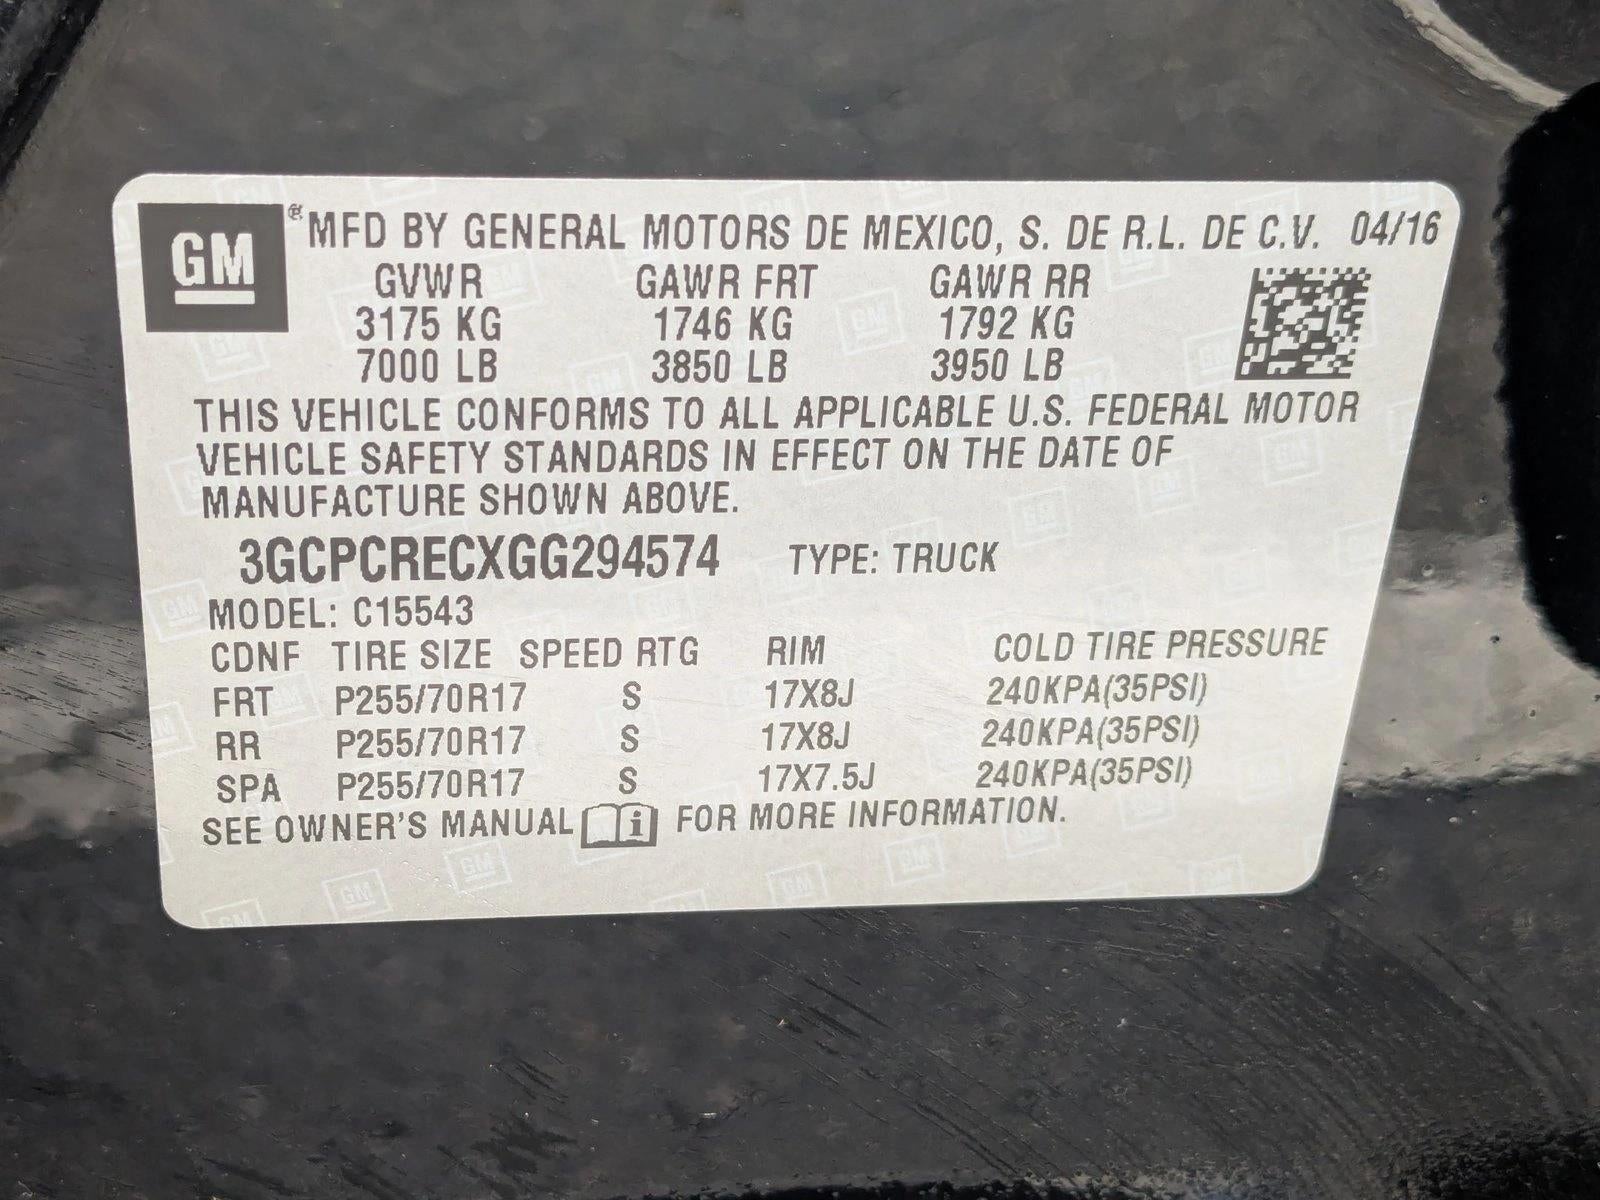 GM ® MFD BY GENERAL MOTORS DE MEXICO, S. DE R.L. DE C.V. 04/16
GVWR GAWR FRT GAWR RR
3175 KG 1746 KG 1792 KG
7000 LB 3850 LB 3950 LB
THIS VEHICLE CONFORMS TO ALL APPLICABLE U.S. FEDERAL MOTOR
VEHICLE SAFETY STANDARDS IN EFFECT ON THE DATE OF
MANUFACTURE SHOWN ABOVE.
3GCPCRECXGG294574 TYPE: TRUCK
MODEL: C15543
CDNF TIRE SIZE SPEED RTG RIM COLD TIRE PRESSURE
FRT P255/70R17 S 17X8J 240KPA(35PSI)
RR P255/70R17 S 17X8J 240KPA(35PSI)
SPA P255/70R17 S 17X7.5J 240KPA(35PSI)
SEE OWNER'S MANUAL i FOR MORE INFORMATION.